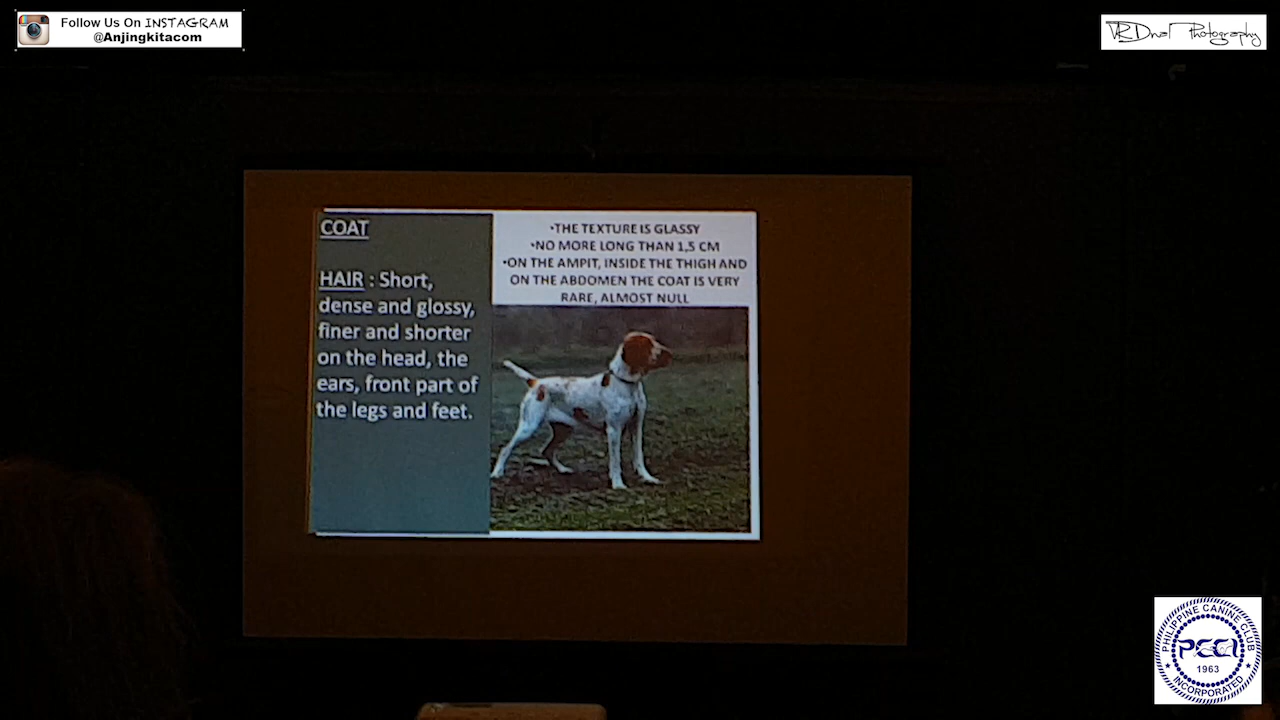 Follow Us On INSTAGRAM
@Anjingkitacom
VRDwal Photography
COAT
HAIR : Short,
dense and glossy,
finer and shorter
on the head, the
ears, front part of
the legs and feet.
•THE TEXTURE IS GLASSY
•NO MORE LONG THAN 1,5 CM
•ON THE AMPIT, INSIDE THE THIGH AND
ON THE ABDOMEN THE COAT IS VERY
RARE, ALMOST NULL
PHILIPPINE CANINE CLUB
PCCI
1963
INCORPORATED